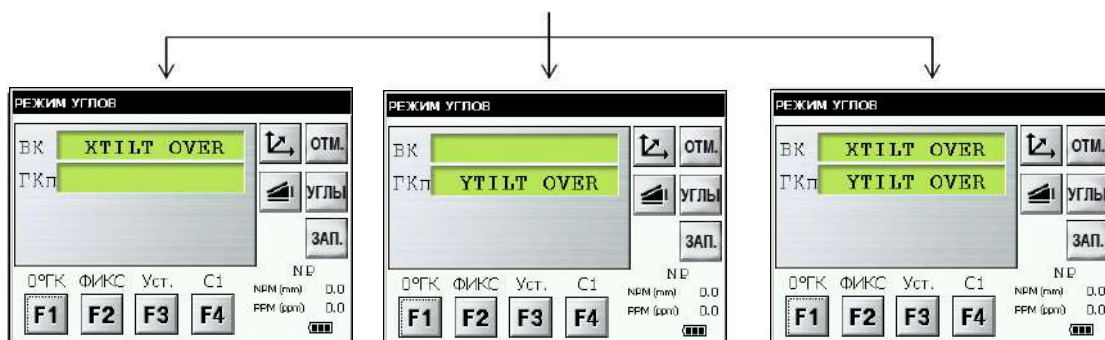 РЕЖИМ УГЛОВ
ВК XTILT OVER
ОТМ.
ГКп
УГЛЫ
ЗАП.
NP
0°ГК ФИКС Уст. C1
NPM (mm) 0.0
PPM (ppm) 0.0
F1 F2 F3 F4
РЕЖИМ УГЛОВ
ВК
ОТМ.
ГКп YTILT OVER
УГЛЫ
ЗАП.
NP
0°ГК ФИКС Уст. C1
NPM (mm) 0.0
PPM (ppm) 0.0
F1 F2 F3 F4
РЕЖИМ УГЛОВ
ВК XTILT OVER
ОТМ.
ГКп YTILT OVER
УГЛЫ
ЗАП.
NP
0°ГК ФИКС Уст. C1
NPM (mm) 0.0
PPM (ppm) 0.0
F1 F2 F3 F4